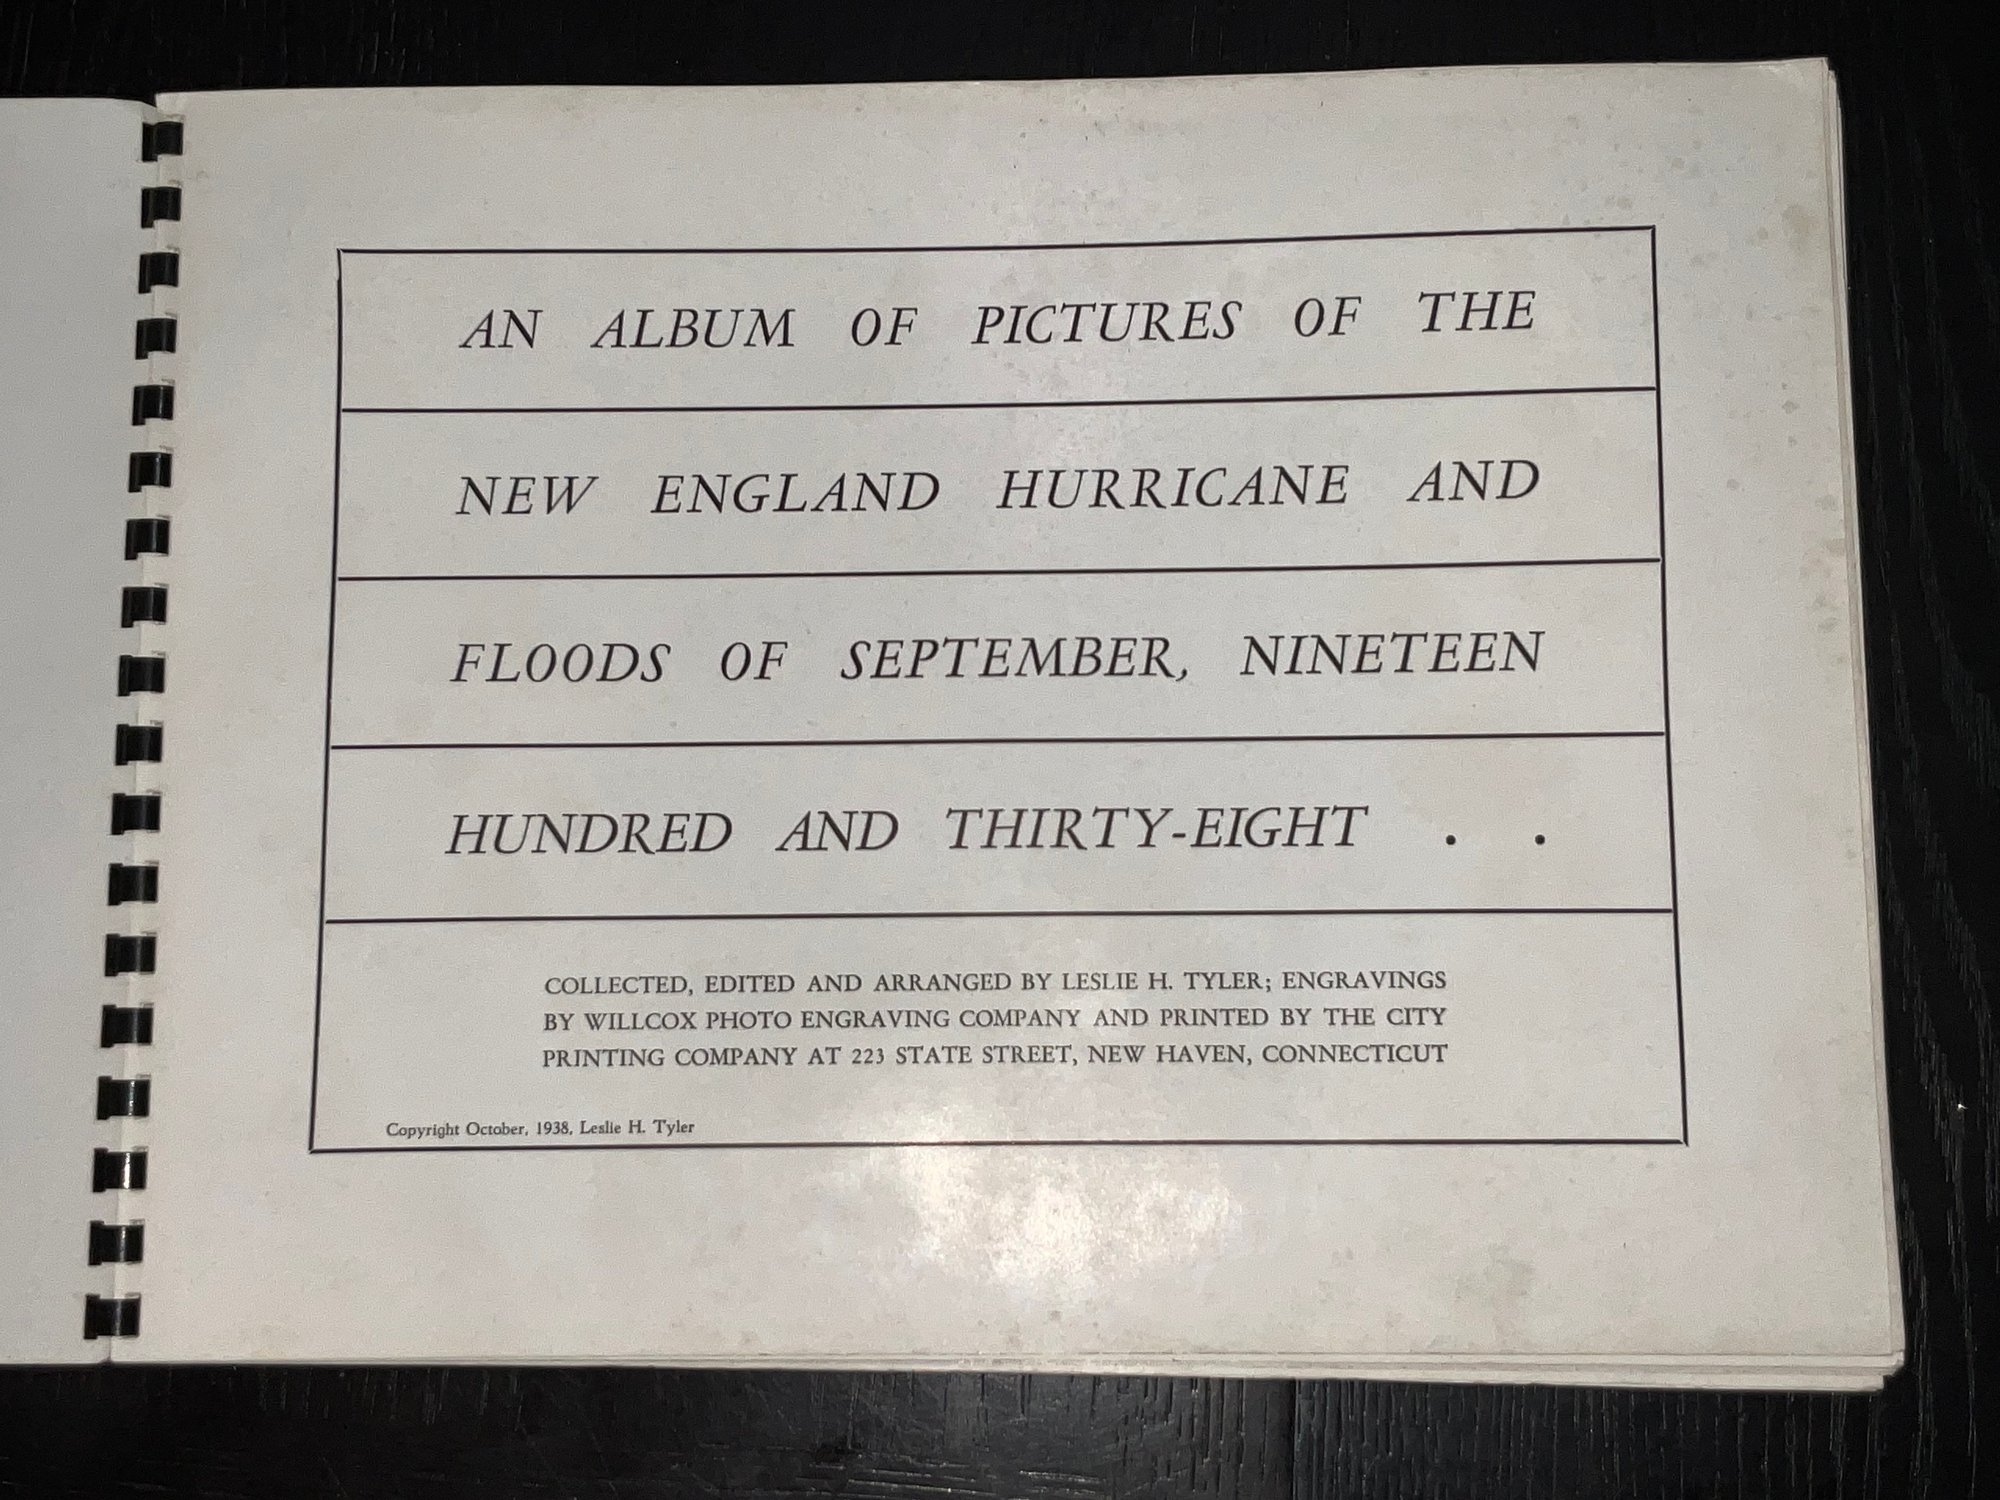 AN ALBUM OF PICTURES OF THE
NEW ENGLAND HURRICANE AND
FLOODS OF SEPTEMBER, NINETEEN
HUNDRED AND THIRTY-EIGHT . .
COLLECTED, EDITED AND ARRANGED BY LESLIE H. TYLER; ENGRAVINGS
BY WILLCOX PHOTO ENGRAVING COMPANY AND PRINTED BY THE CITY
PRINTING COMPANY AT 223 STATE STREET, NEW HAVEN, CONNECTICUT
Copyright October, 1938, Leslie H. Tyler